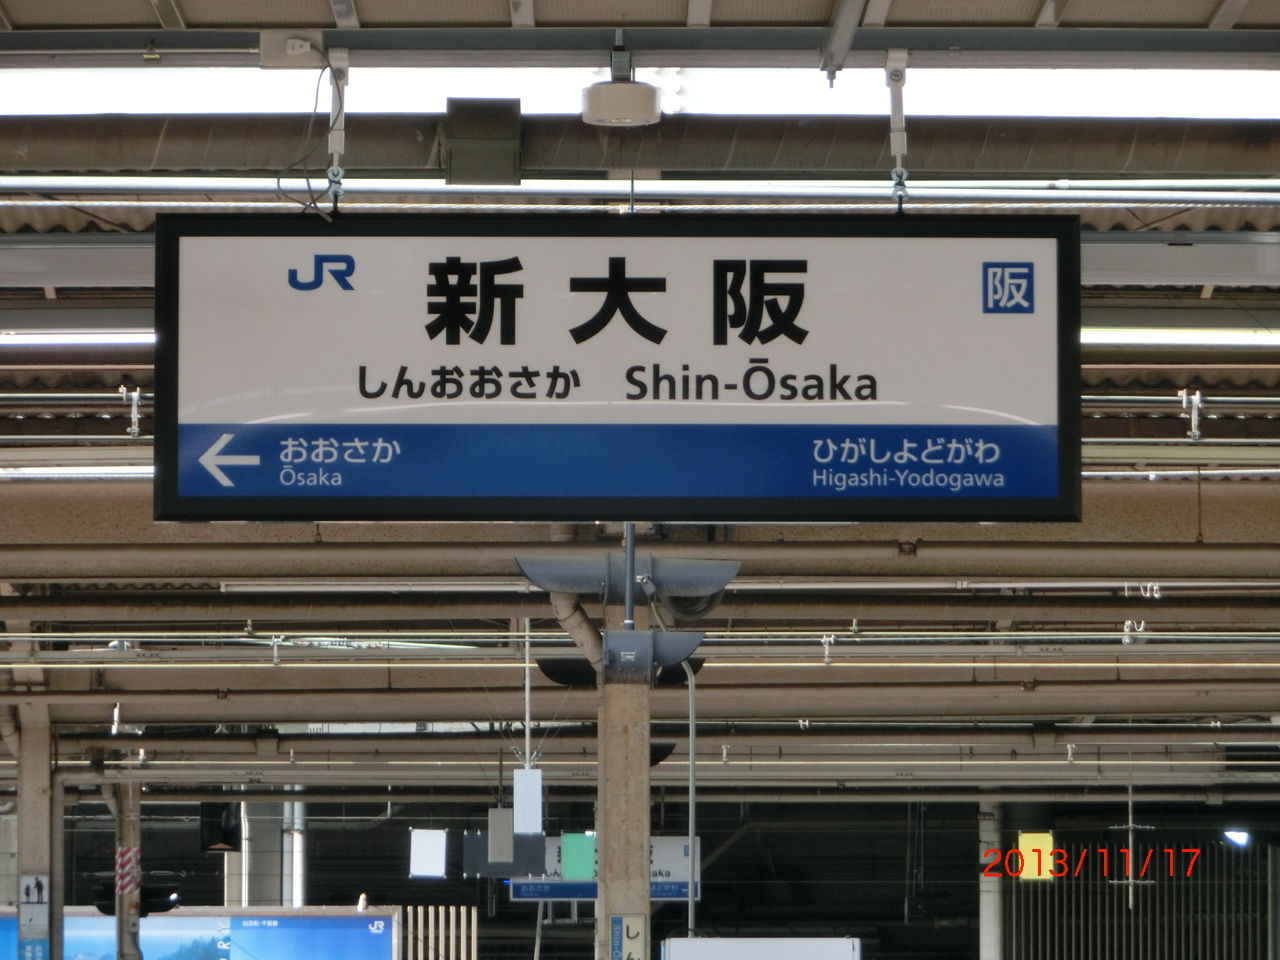 JR 新大阪 阪
しんおおさか Shin-Ōsaka
← おおさか ひがしよどがわ
Ōsaka Higashi-Yodogawa
2013/11/17
JR